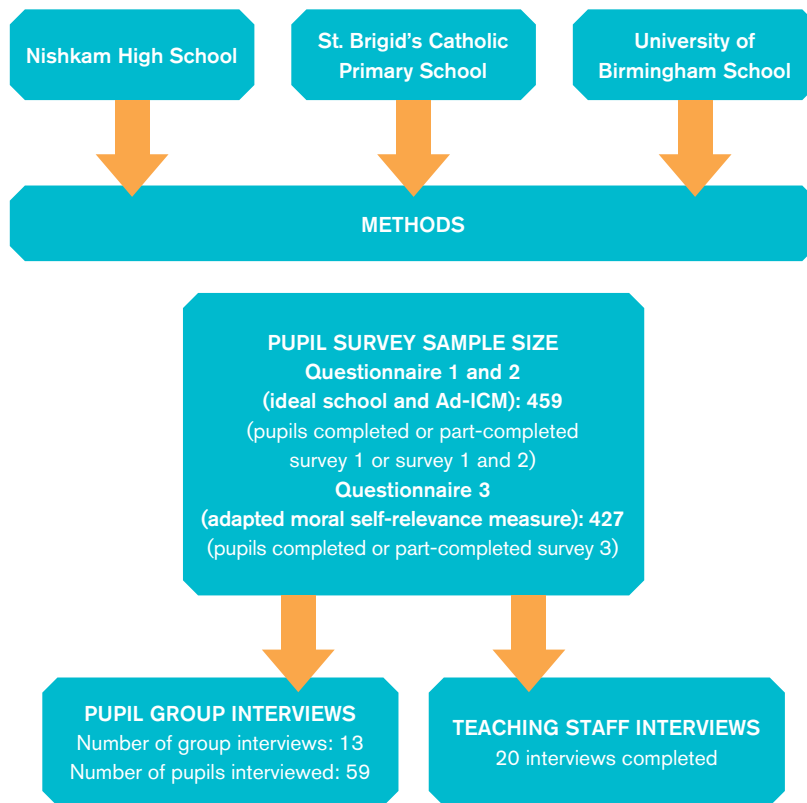 Nishkam High School
St. Brigid's Catholic
Primary School
University of
Birmingham School
METHODS
PUPIL SURVEY SAMPLE SIZE
Questionnaire 1 and 2
(ideal school and Ad-ICM): 459
(pupils completed or part-completed
survey 1 or survey 1 and 2)
Questionnaire 3
(adapted moral self-relevance measure): 427
(pupils completed or part-completed survey 3)
PUPIL GROUP INTERVIEWS
Number of group interviews: 13
Number of pupils interviewed: 59
TEACHING STAFF INTERVIEWS
20 interviews completed